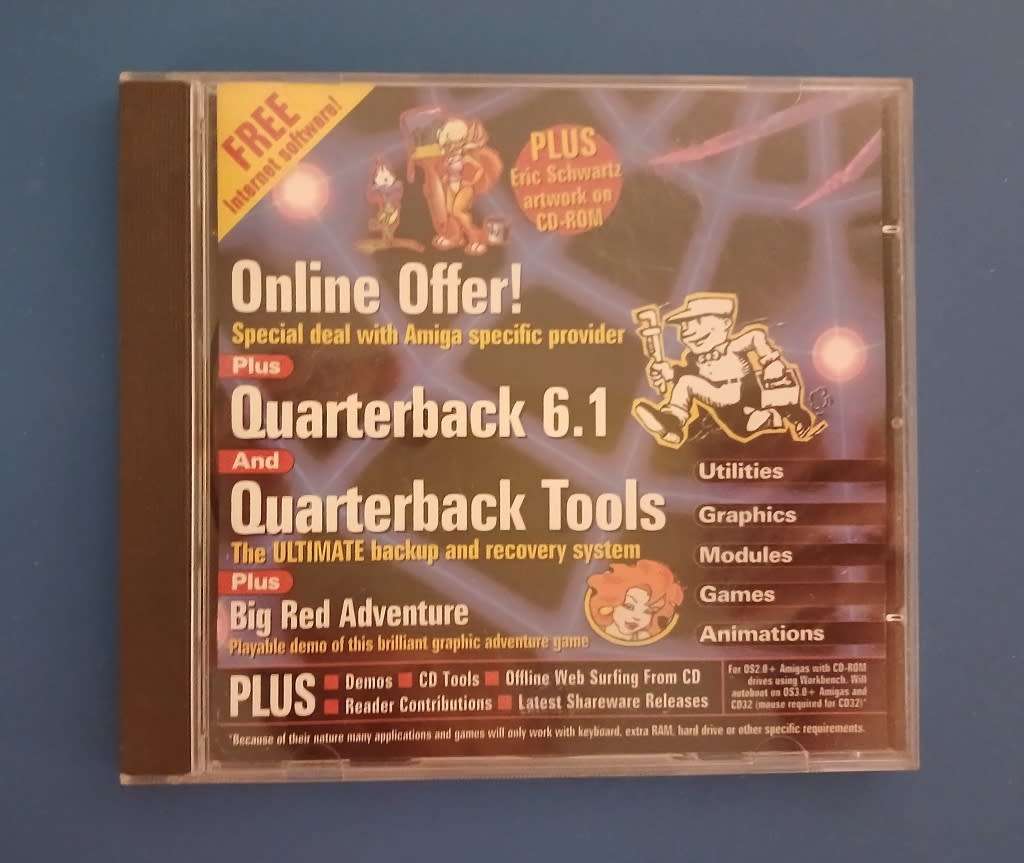 FREE
Internet software!
PLUS
Eric Schwartz
artwork on
CD-ROM
Online Offer!
Special deal with Amiga specific provider
Plus
Quarterback 6.1
And
Quarterback Tools
The ULTIMATE backup and recovery system
Plus
Big Red Adventure
Playable demo of this brilliant graphic adventure game
Utilities
Graphics
Modules
Games
Animations
PLUS
Demos CD Tools Offline Web Surfing From CD
Reader Contributions Latest Shareware Releases
For OS2.0+ Amigas with CD-ROM
drives using Workbench. Will
autoboot on OS3.0+ Amigas and
CD32 (mouse required for CD32)*
*Because of their nature many applications and games will only work with keyboard, extra RAM, hard drive or other specific requirements.